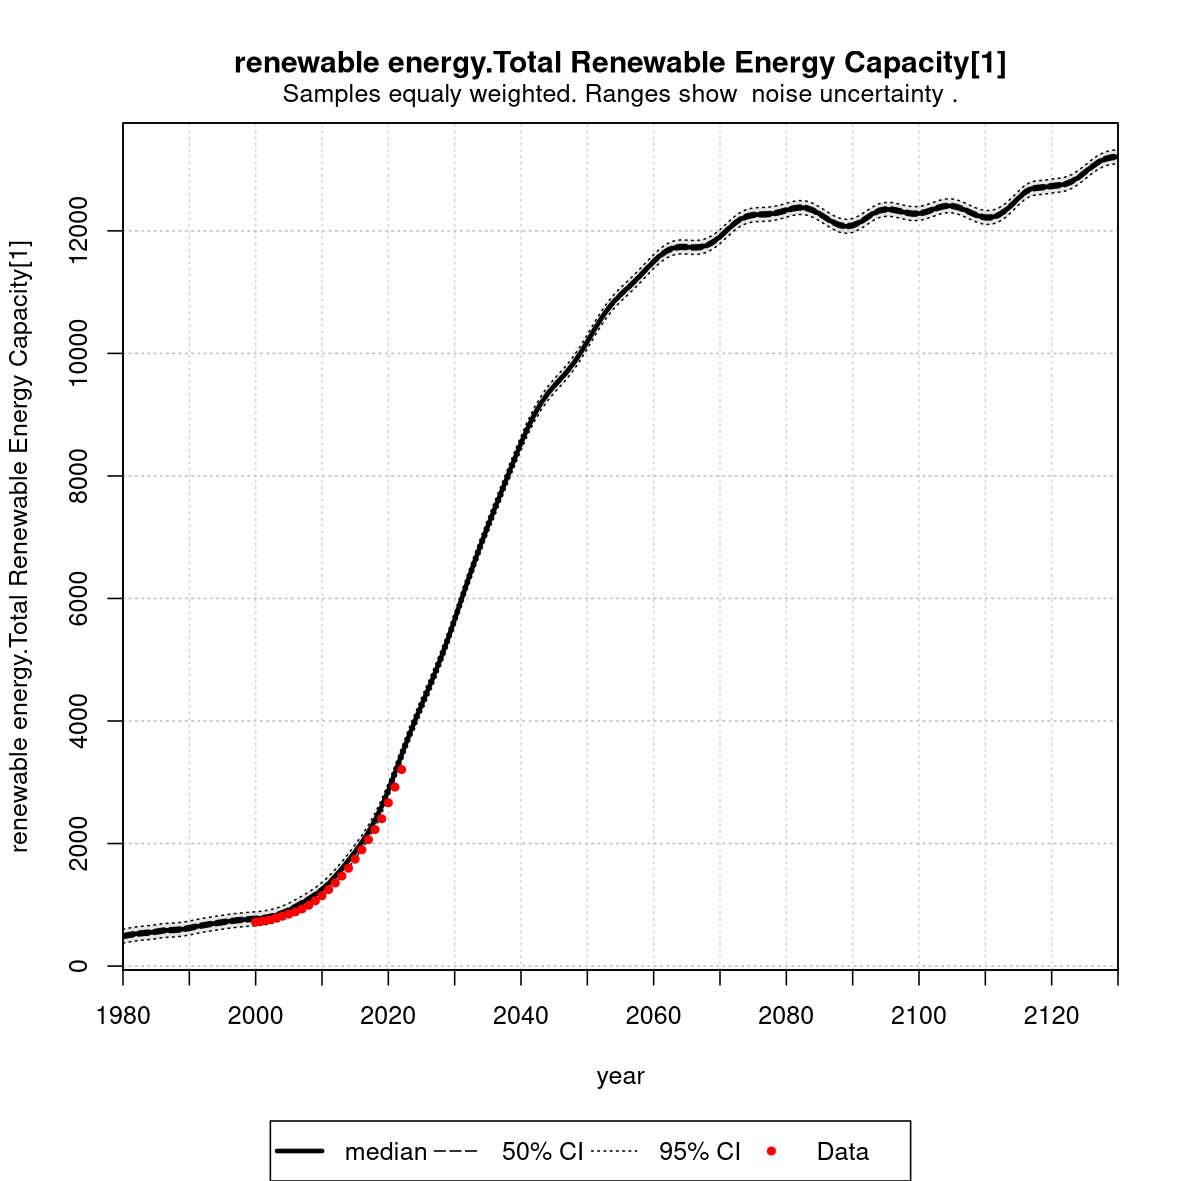 renewable energy.Total Renewable Energy Capacity[1]
Samples equaly weighted. Ranges show  noise uncertainty .
renewable energy.Total Renewable Energy Capacity[1]
12000
10000
8000
6000
4000
2000
0
1980 2000 2020 2040 2060 2080 2100 2120
year
median 50% CI 95% CI Data